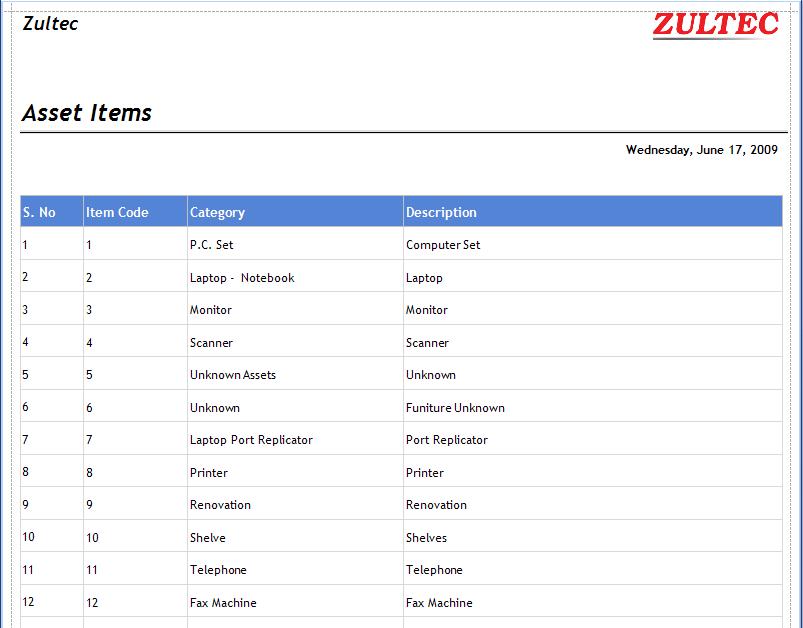 Zultec ZULTEC
Asset Items
Wednesday, June 17, 2009
S. No Item Code Category Description
1 1 P.C. Set Computer Set
2 2 Laptop - Notebook Laptop
3 3 Monitor Monitor
4 4 Scanner Scanner
5 5 Unknown Assets Unknown
6 6 Unknown Funiture Unknown
7 7 Laptop Port Replicator Port Replicator
8 8 Printer Printer
9 9 Renovation Renovation
10 10 Shelve Shelves
11 11 Telephone Telephone
12 12 Fax Machine Fax Machine